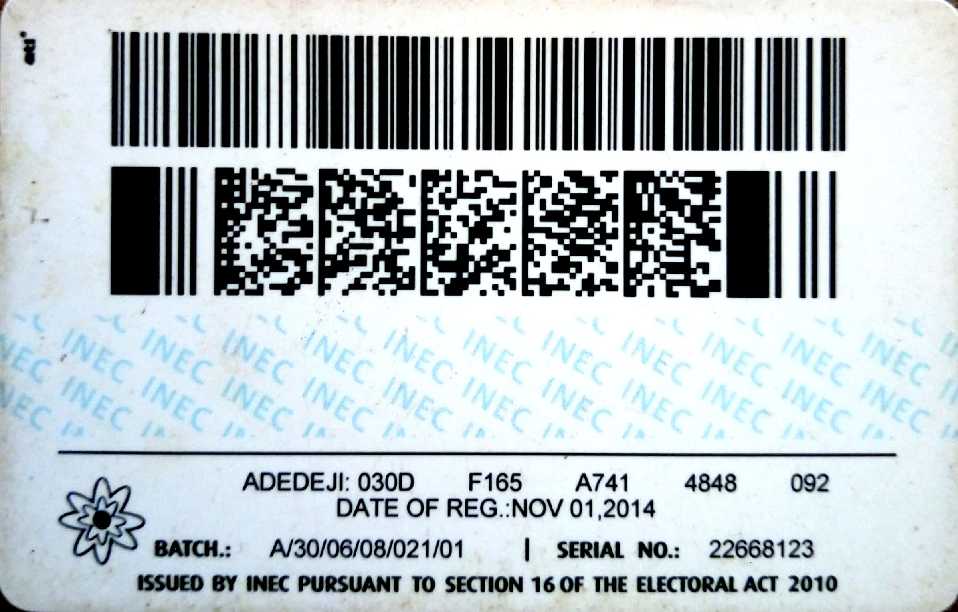 INEC INEC INEC INEC INEC INEC INEC INEC INEC INEC INEC
INEC INEC INEC INEC INEC INEC INEC INEC INEC INEC INEC
ADEDEJI: 030D F165 A741 4848 092
DATE OF REG.:NOV 01,2014
BATCH.: A/30/06/08/021/01 | SERIAL NO.: 22668123
ISSUED BY INEC PURSUANT TO SECTION 16 OF THE ELECTORAL ACT 2010